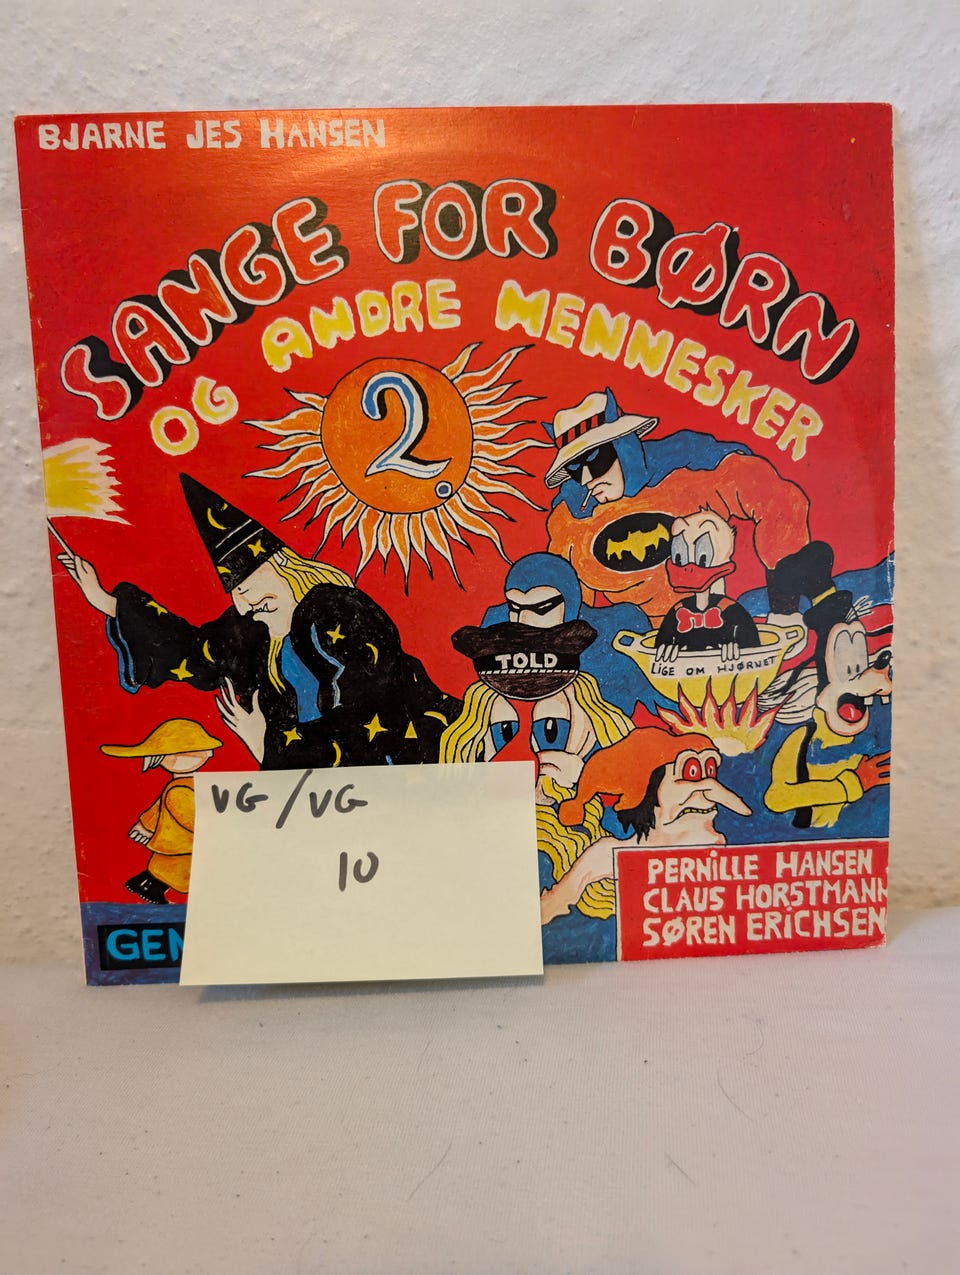 BJARNE JES HANSEN
SANGE FOR BØRN
OG ANDRE MENNESKER
2.
TOLD
LIGE OM HJØRNET
VG/VG
10
PERNILLE HANSEN
CLAUS HORSTMANN
SØREN ERICHSEN